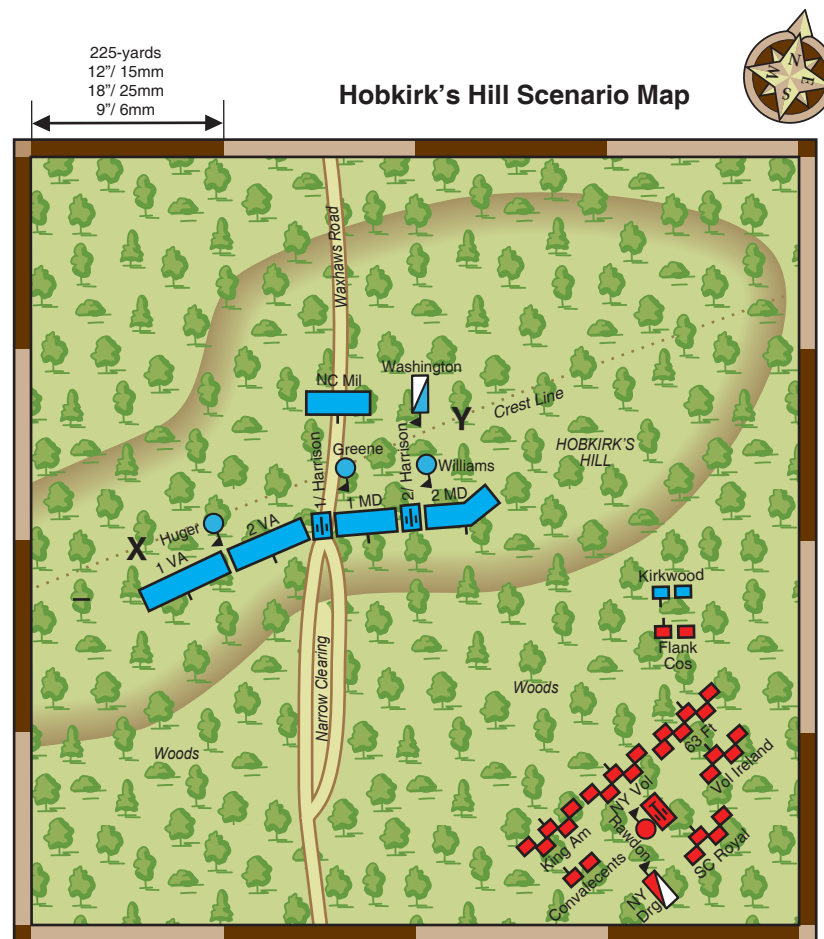 225-yards
12"/ 15mm
18"/ 25mm
9"/ 6mm
Hobkirk's Hill Scenario Map
N
E
S
W
Waxhaws Road
NC Mil
Washington
Y
Crest Line
HOBKIRK'S
HILL
1/ Harrison
Greene
2/ Harrison
Williams
1 MD
2 MD
Huger
2 VA
X
1 VA
Kirkwood
Flank
Cos
Narrow Clearing
Woods
Woods
63 Ft
Vol Ireland
NY Vol
Rawdon
King Am
SC Royal
Convalecents
NY
Drg